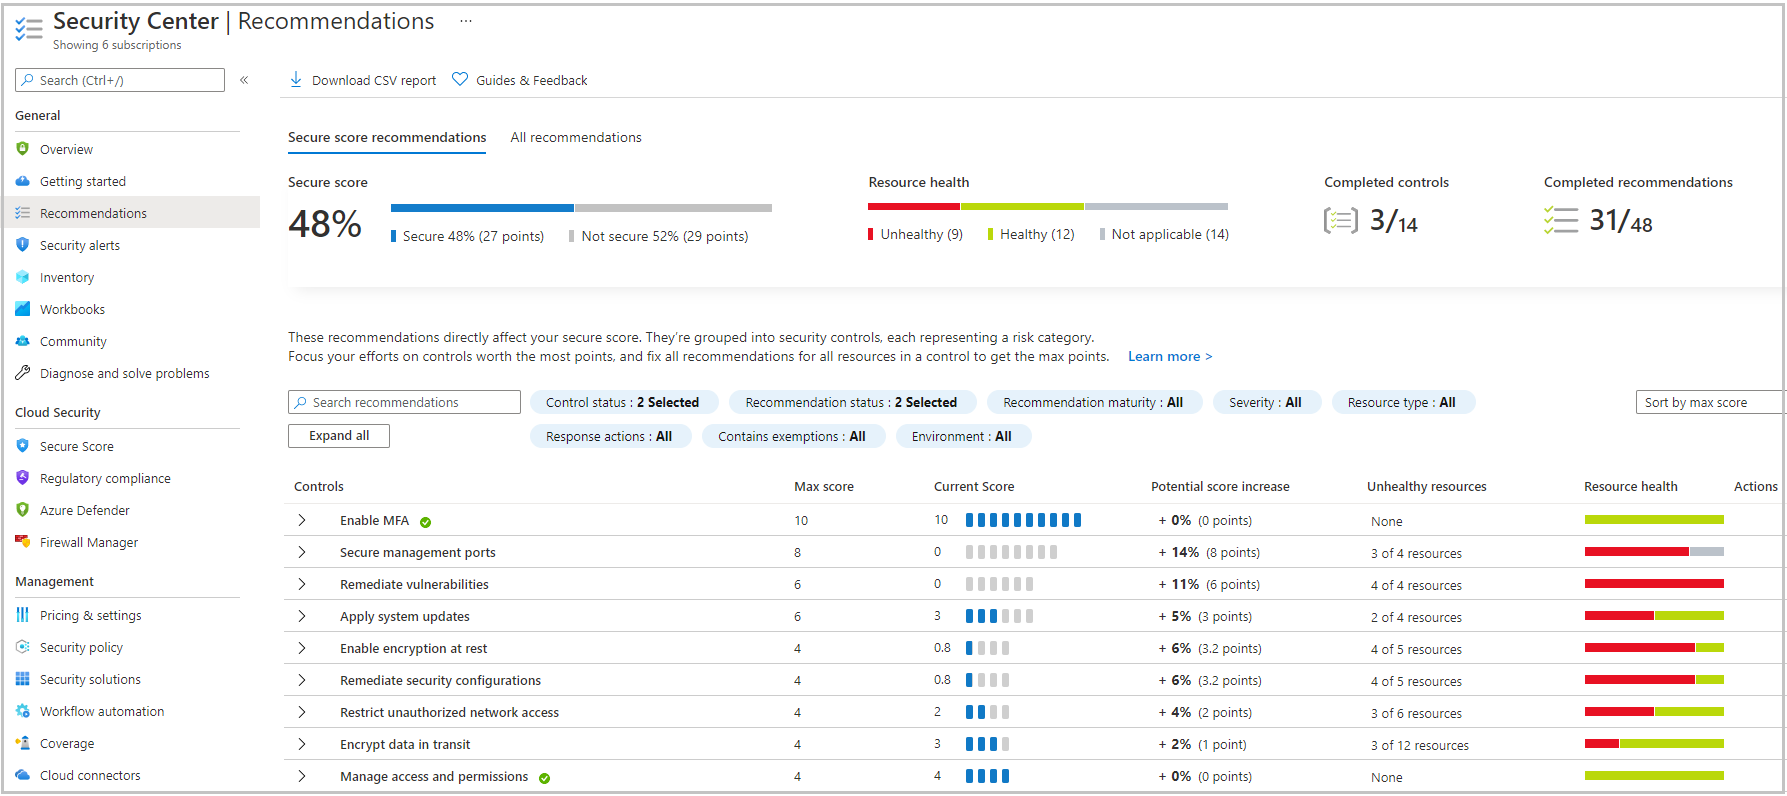 Security Center | Recommendations ...
Showing 6 subscriptions
Search (Ctrl+/) «
General
Overview
Getting started
Recommendations
Security alerts
Inventory
Workbooks
Community
Diagnose and solve problems
Cloud Security
Secure Score
Regulatory compliance
Azure Defender
Firewall Manager
Management
Pricing & settings
Security policy
Security solutions
Workflow automation
Coverage
Cloud connectors
Download CSV report Guides & Feedback
Secure score recommendations All recommendations
Secure score
48%
Secure 48% (27 points) Not secure 52% (29 points)
Resource health
Unhealthy (9) Healthy (12) Not applicable (14)
Completed controls
3/14
Completed recommendations
31/48
These recommendations directly affect your secure score. They're grouped into security controls, each representing a risk category.
Focus your efforts on controls worth the most points, and fix all recommendations for all resources in a control to get the max points. Learn more >
Search recommendations Control status : 2 Selected Recommendation status : 2 Selected Recommendation maturity : All Severity : All Resource type : All Sort by max score
Expand all Response actions : All Contains exemptions : All Environment : All
Controls Max score Current Score Potential score increase Unhealthy resources Resource health Actions
Enable MFA 10 10 + 0% (0 points) None
Secure management ports 8 0 + 14% (8 points) 3 of 4 resources
Remediate vulnerabilities 6 0 + 11% (6 points) 4 of 4 resources
Apply system updates 6 3 + 5% (3 points) 2 of 4 resources
Enable encryption at rest 4 0.8 + 6% (3.2 points) 4 of 5 resources
Remediate security configurations 4 0.8 + 6% (3.2 points) 4 of 5 resources
Restrict unauthorized network access 4 2 + 4% (2 points) 3 of 6 resources
Encrypt data in transit 4 3 + 2% (1 point) 3 of 12 resources
Manage access and permissions 4 4 + 0% (0 points) None